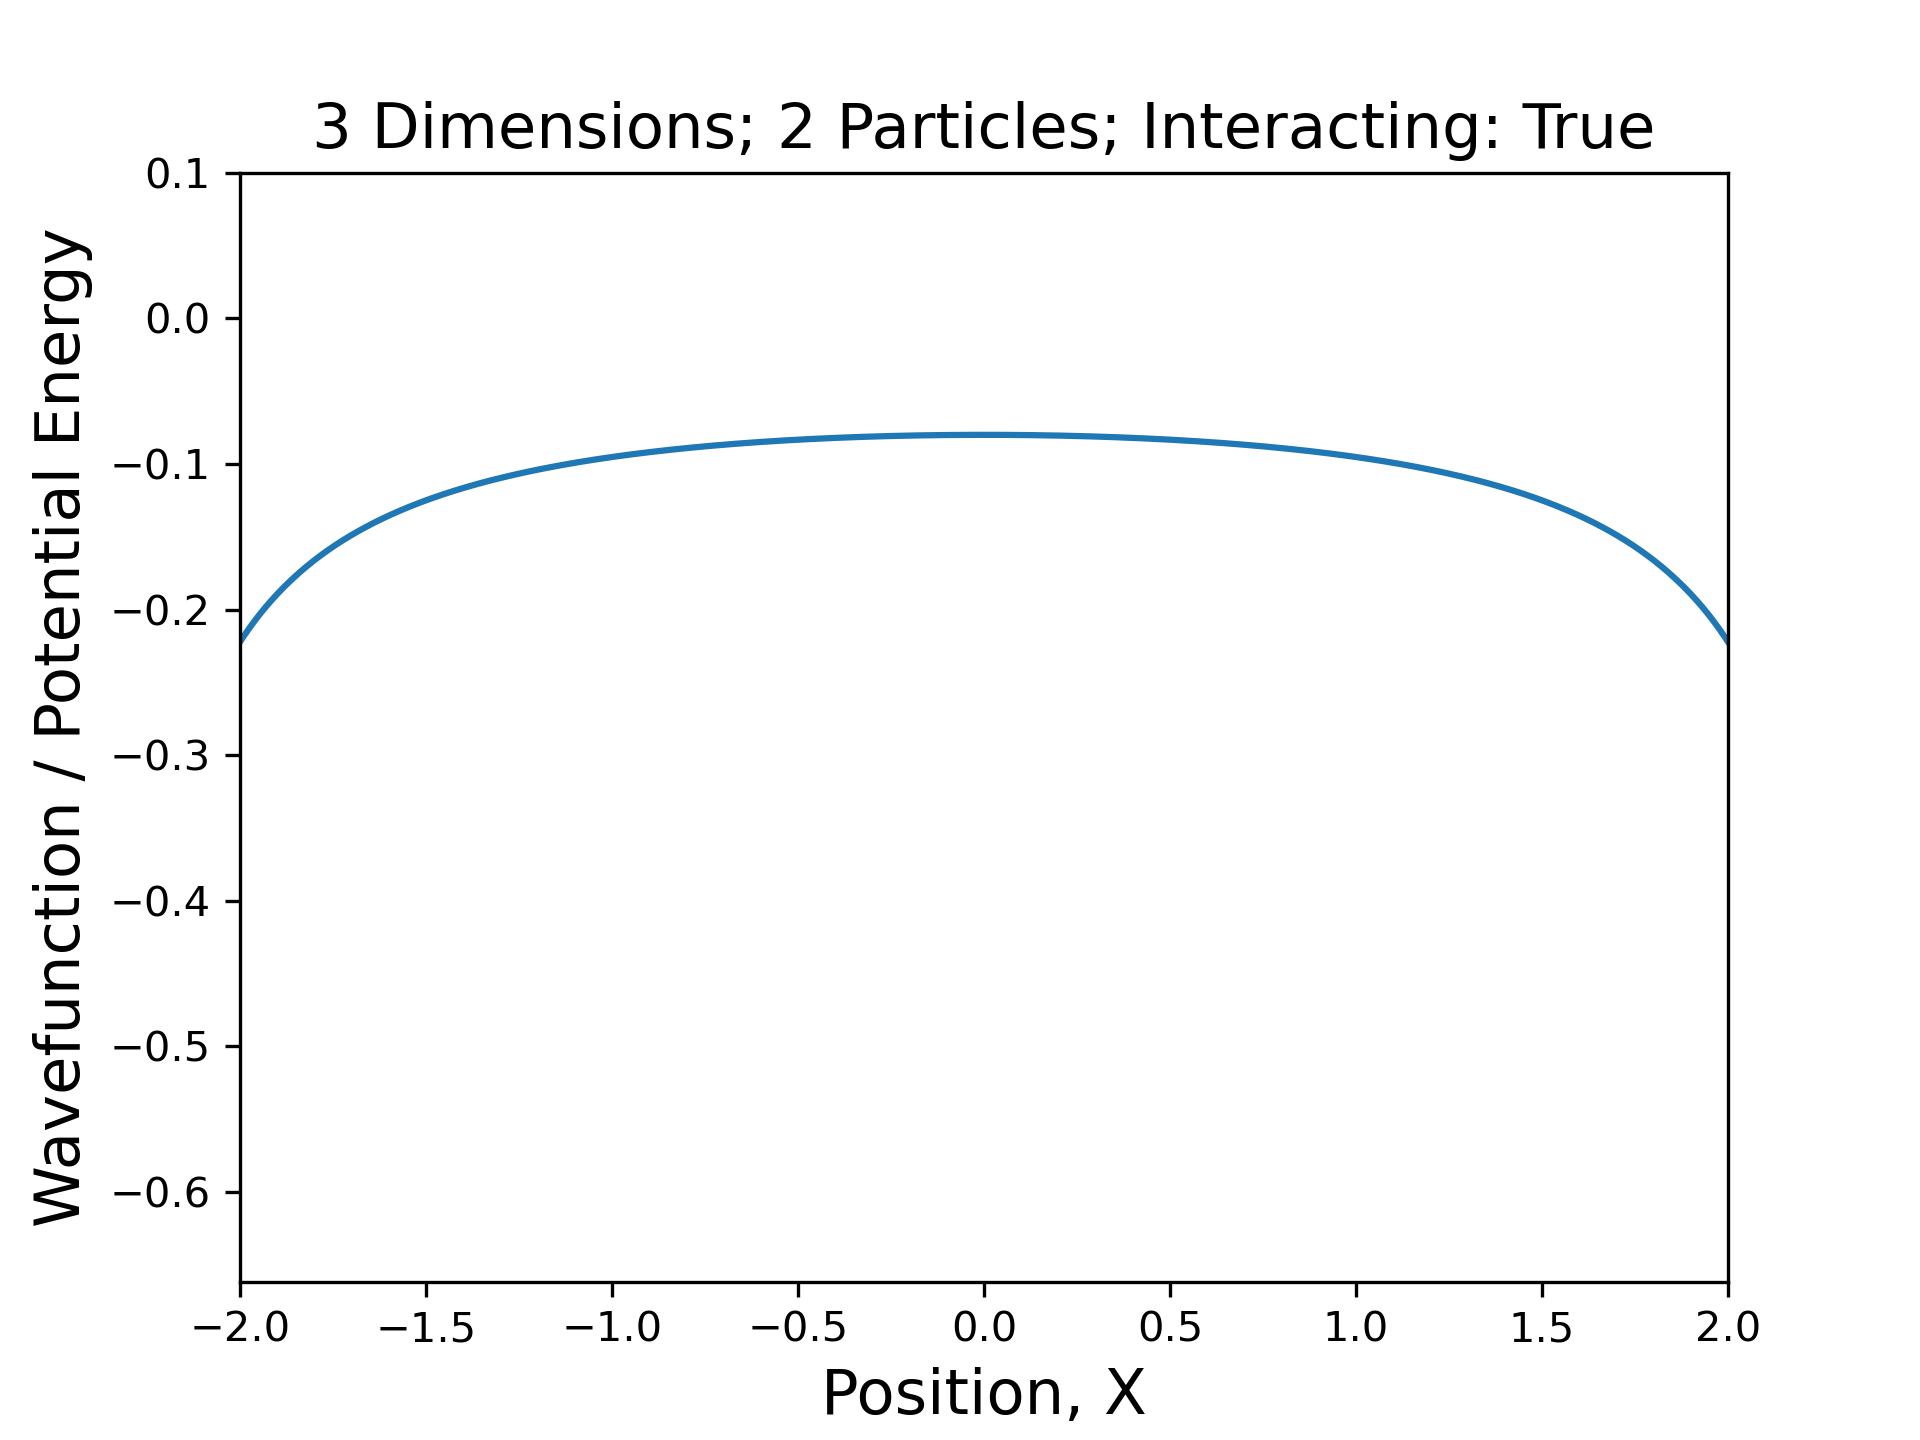 3 Dimensions; 2 Particles; Interacting: True
Wavefunction / Potential Energy
0.1
0.0
−0.1
−0.2
−0.3
−0.4
−0.5
−0.6
−2.0 −1.5 −1.0 −0.5 0.0 0.5 1.0 1.5 2.0
Position, X